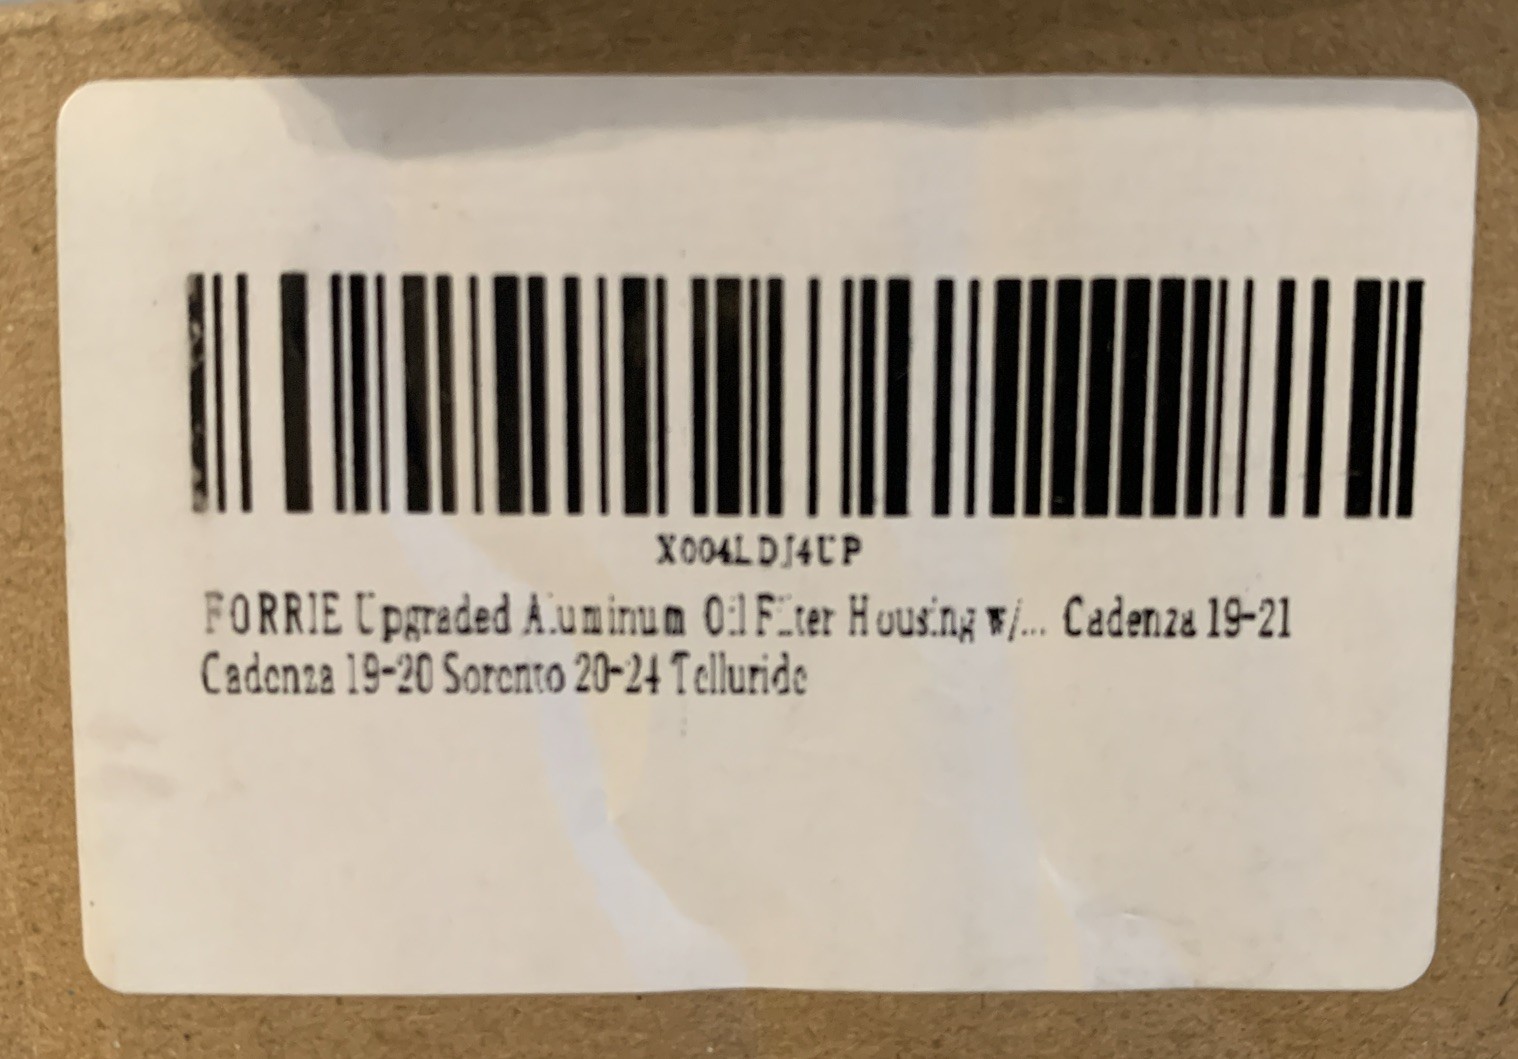 X004LDJ4UP
FORRIE Upgraded Aluminum Oil Filter Housing w/... Cadenza 19-21
Cadenza 19-20 Sorento 20-24 Telluride